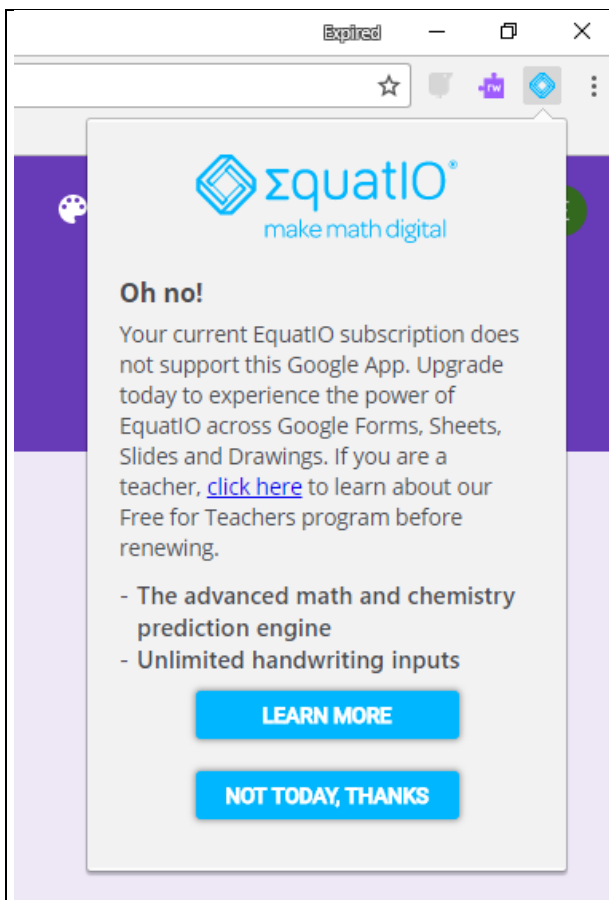 Expired
rw
ΣquatIO®
make math digital
E
Oh no!
Your current EquatIO subscription does
not support this Google App. Upgrade
today to experience the power of
EquatIO across Google Forms, Sheets,
Slides and Drawings. If you are a
teacher, click here to learn about our
Free for Teachers program before
renewing.
- The advanced math and chemistry
prediction engine
- Unlimited handwriting inputs
LEARN MORE
NOT TODAY, THANKS